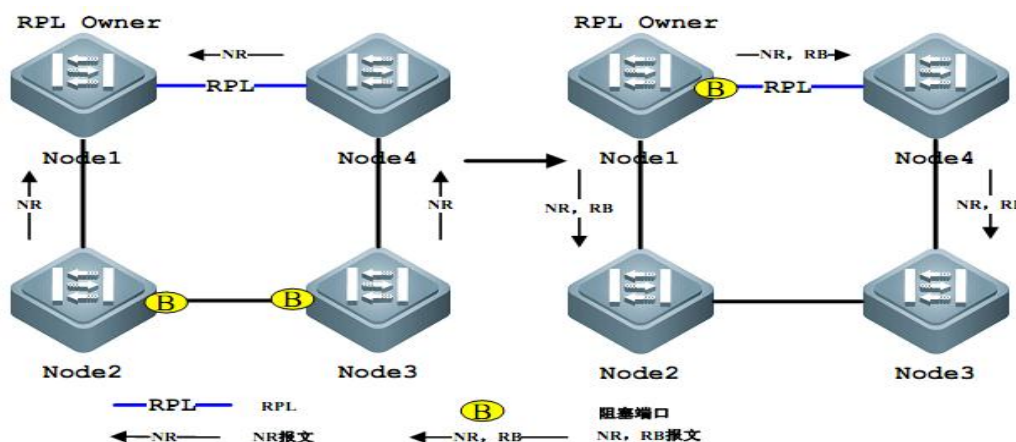 RPL Owner
RPL Owner
NR
NR, RB
RPL
B
RPL
Node1
Node4
Node1
Node4
NR
NR
NR, RB
NR, RB
B
B
Node2
Node3
Node2
Node3
RPL
RPL
B
阻塞端口
NR
NR报文
NR, RB
NR, RB报文